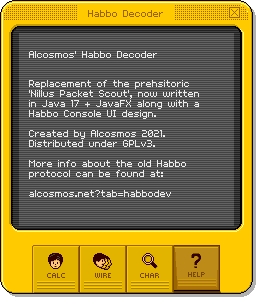 Habbo Decoder
Alcosmos' Habbo Decoder
Replacement of the prehsitoric
'Nillus Packet Scout', now written
in Java 17 + JavaFX along with a
Habbo Console UI design.
Created by Alcosmos 2021.
Distributed under GPLv3.
More info about the old Habbo
protocol can be found at:
alcosmos.net?tab=habbodev
CALC WIRE CHAR HELP